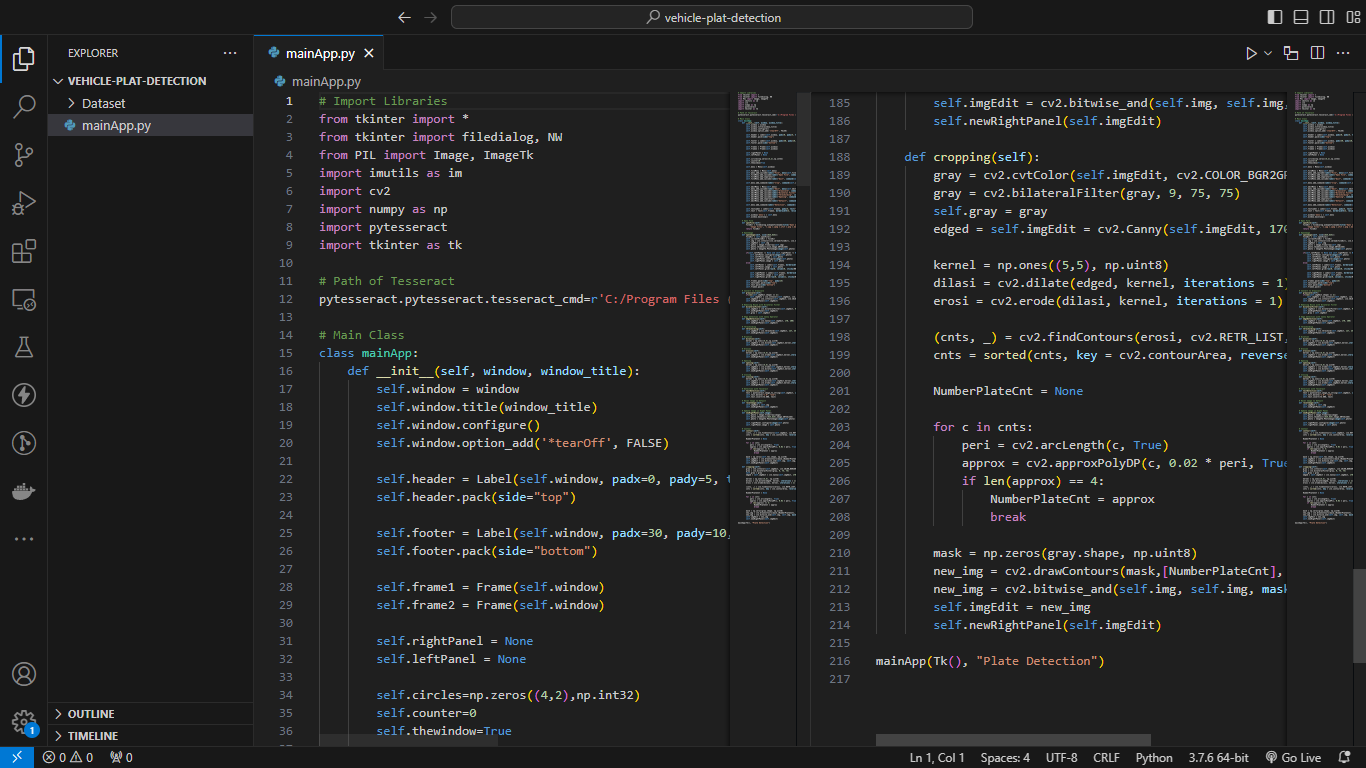 vehicle-plat-detection
EXPLORER
VEHICLE-PLAT-DETECTION
Dataset
mainApp.py
OUTLINE
TIMELINE
mainApp.py
mainApp.py
1 # Import Libraries
2 from tkinter import *
3 from tkinter import filedialog, NW
4 from PIL import Image, ImageTk
5 import imutils as im
6 import cv2
7 import numpy as np
8 import pytesseract
9 import tkinter as tk
10
11 # Path of Tesseract
12 pytesseract.pytesseract.tesseract_cmd=r'C:/Program Files (
13
14 # Main Class
15 class mainApp:
16 def __init__(self, window, window_title):
17 self.window = window
18 self.window.title(window_title)
19 self.window.configure()
20 self.window.option_add('*tearOff', FALSE)
21
22 self.header = Label(self.window, padx=0, pady=5, t
23 self.header.pack(side="top")
24
25 self.footer = Label(self.window, padx=30, pady=10,
26 self.footer.pack(side="bottom")
27
28 self.frame1 = Frame(self.window)
29 self.frame2 = Frame(self.window)
30
31 self.rightPanel = None
32 self.leftPanel = None
33
34 self.circles=np.zeros((4,2),np.int32)
35 self.counter=0
36 self.thewindow=True
185 self.imgEdit = cv2.bitwise_and(self.img, self.img,
186 self.newRightPanel(self.imgEdit)
187
188 def cropping(self):
189 gray = cv2.cvtColor(self.imgEdit, cv2.COLOR_BGR2GR
190 gray = cv2.bilateralFilter(gray, 9, 75, 75)
191 self.gray = gray
192 edged = self.imgEdit = cv2.Canny(self.imgEdit, 170
193
194 kernel = np.ones((5,5), np.uint8)
195 dilasi = cv2.dilate(edged, kernel, iterations = 1)
196 erosi = cv2.erode(dilasi, kernel, iterations = 1)
197
198 (cnts, _) = cv2.findContours(erosi, cv2.RETR_LIST,
199 cnts = sorted(cnts, key = cv2.contourArea, reverse
200
201 NumberPlateCnt = None
202
203 for c in cnts:
204 peri = cv2.arcLength(c, True)
205 approx = cv2.approxPolyDP(c, 0.02 * peri, True
206 if len(approx) == 4:
207 NumberPlateCnt = approx
208 break
209
210 mask = np.zeros(gray.shape, np.uint8)
211 new_img = cv2.drawContours(mask,[NumberPlateCnt],
212 new_img = cv2.bitwise_and(self.img, self.img, mask
213 self.imgEdit = new_img
214 self.newRightPanel(self.imgEdit)
215
216 mainApp(Tk(), "Plate Detection")
217
1
0 0 0
Ln 1, Col 1 Spaces: 4 UTF-8 CRLF Python 3.7.6 64-bit Go Live